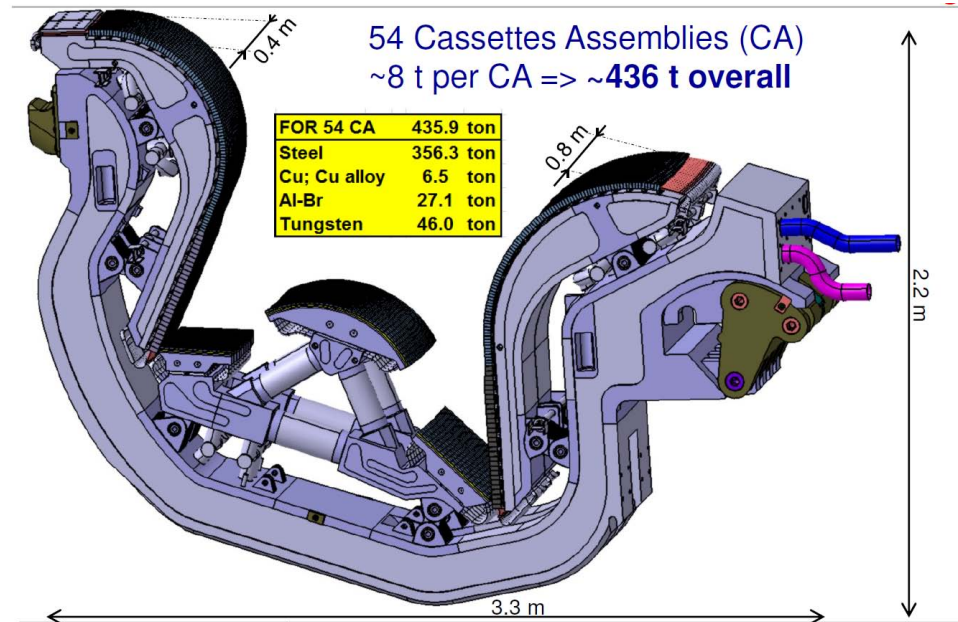 54 Cassettes Assemblies (CA)
~8 t per CA => ~436 t overall
0.4 m
FOR 54 CA 435.9 ton
Steel 356.3 ton
Cu; Cu alloy 6.5 ton
Al-Br 27.1 ton
Tungsten 46.0 ton
0.8 m
2.2 m
3.3 m